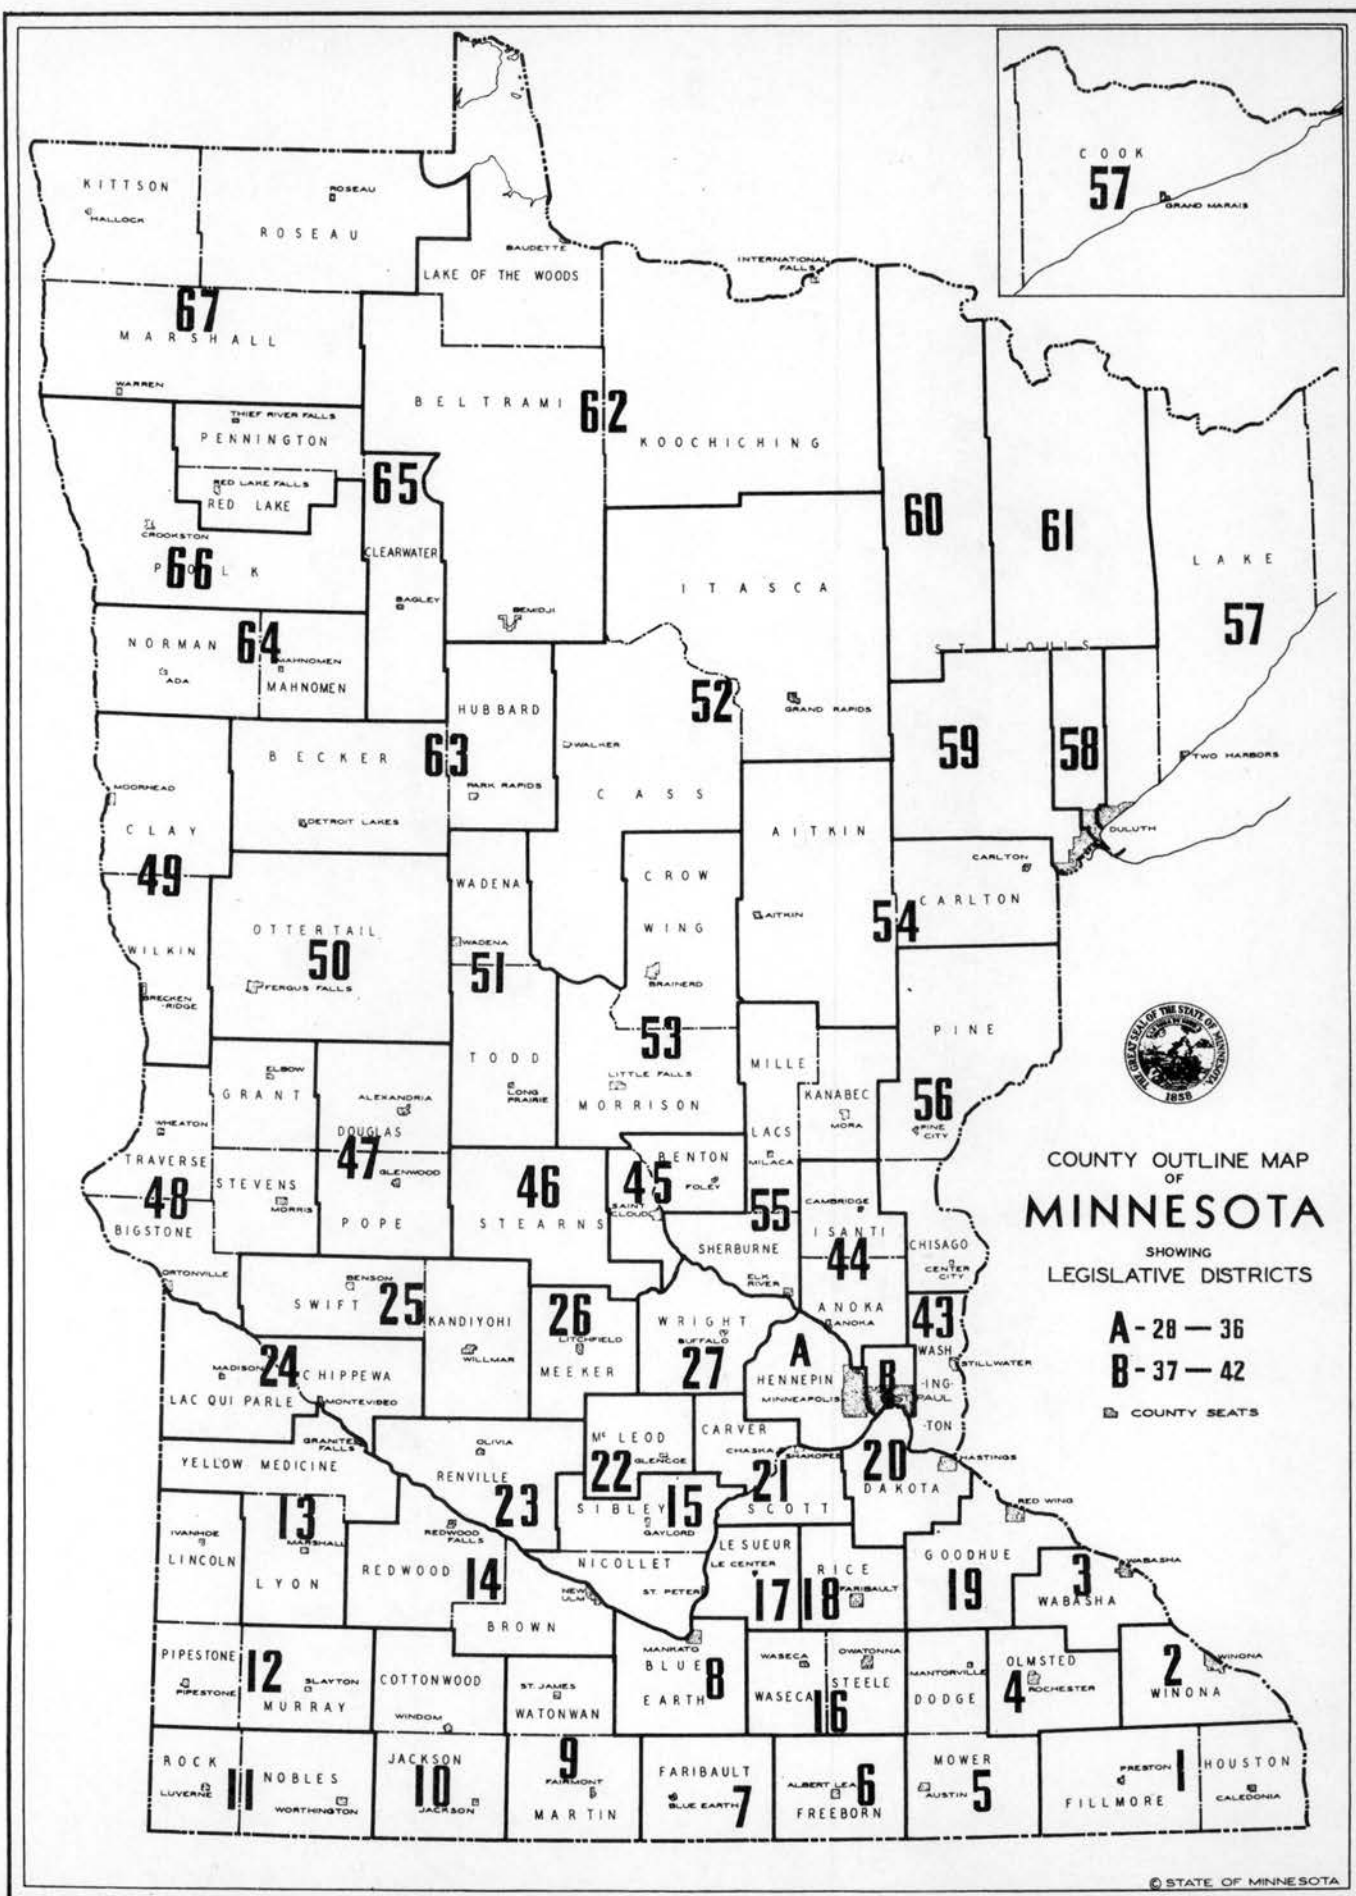 COOK
57
GRAND MARAIS
KITTSON
HALLOCK
ROSEAU
ROSEAU
BAUDETTE
LAKE OF THE WOODS
INTERNATIONAL
FALLS
67
MARSHALL
WARREN
BELTRAMI
62
KOOCHICHING
THIEF RIVER FALLS
PENNINGTON
RED LAKE FALLS
RED LAKE
65
CROOKSTON
66
POLK
CLEARWATER
BAGLEY
BEMIDJI
60
61
LAKE
57
ITASCA
NORMAN
64
MAHNOMEN
ADA
MAHNOMEN
HUBBARD
52
GRAND RAPIDS
ST. LOUIS
WALKER
59
58
TWO HARBORS
BECKER
63
PARK RAPIDS
MOORHEAD
CLAY
DETROIT LAKES
CASS
AITKIN
DULUTH
CARLTON
49
WADENA
CROW
WING
AITKIN
54
CARLTON
OTTERTAIL
50
WADENA
WILKIN
FERGUS FALLS
51
BRAINERD
BRECKEN
-RIDGE
53
PINE
TODD
MILLE
LACS
THE GREAT SEAL OF THE STATE OF MINNESOTA
1858
ELBOW
GRANT
ALEXANDRIA
LONG
PRAIRIE
LITTLE FALLS
MORRISON
KANABEC
MORA
56
PINE
CITY
WHEATON
DOUGLAS
TRAVERSE
47
GLENWOOD
BENTON
FOLEY
MILACA
COUNTY OUTLINE MAP
OF
MINNESOTA
SHOWING
LEGISLATIVE DISTRICTS
A - 28 — 36
B - 37 — 42
COUNTY SEATS
48
STEVENS
MORRIS
46
45
SAINT
CLOUD
55
CAMBRIDGE
BIGSTONE
POPE
STEARNS
ISANTI
SHERBURNE
44
CHISAGO
CENTER
CITY
ORTONVILLE
BENSON
SWIFT
25
ELK
RIVER
KANDIYOHI
26
LITCHFIELD
WRIGHT
BUFFALO
27
ANOKA
ANOKA
43
WASH
-ING-
-TON
STILLWATER
24
MADISON
CHIPPEWA
WILLMAR
MEEKER
A
HENNEPIN
MINNEAPOLIS
B
ST. PAUL
LAC QUI PARLE
MONTEVIDEO
GRANITE
FALLS
OLIVIA
RENVILLE
Mc LEOD
GLENCOE
22
CARVER
CHASKA
SHAKOPEE
20
DAKOTA
HASTINGS
YELLOW MEDICINE
23
SIBLEY
15
GAYLORD
21
SCOTT
RED WING
13
IVANHOE
LINCOLN
MARSHALL
LYON
REDWOOD
FALLS
REDWOOD
14
NICOLLET
NEW
ULM
ST. PETER
LE SUEUR
LE CENTER
17
RICE
18
FARIBAULT
GOODHUE
19
WABASHA
3
WABASHA
BROWN
PIPESTONE
12
PIPESTONE
SLAYTON
MURRAY
COTTONWOOD
WINDOM
ST. JAMES
WATONWAN
MANKATO
BLUE
8
EARTH
WASECA
WASECA
OWATONNA
STEELE
16
MANTORVILLE
DODGE
OLMSTED
4
ROCHESTER
2
WINONA
WINONA
ROCK
LUVERNE
11
NOBLES
WORTHINGTON
JACKSON
10
JACKSON
9
FAIRMONT
MARTIN
FARIBAULT
BLUE EARTH
7
ALBERT LEA
6
FREEBORN
MOWER
AUSTIN
5
PRESTON
1
FILLMORE
HOUSTON
CALEDONIA
© STATE OF MINNESOTA